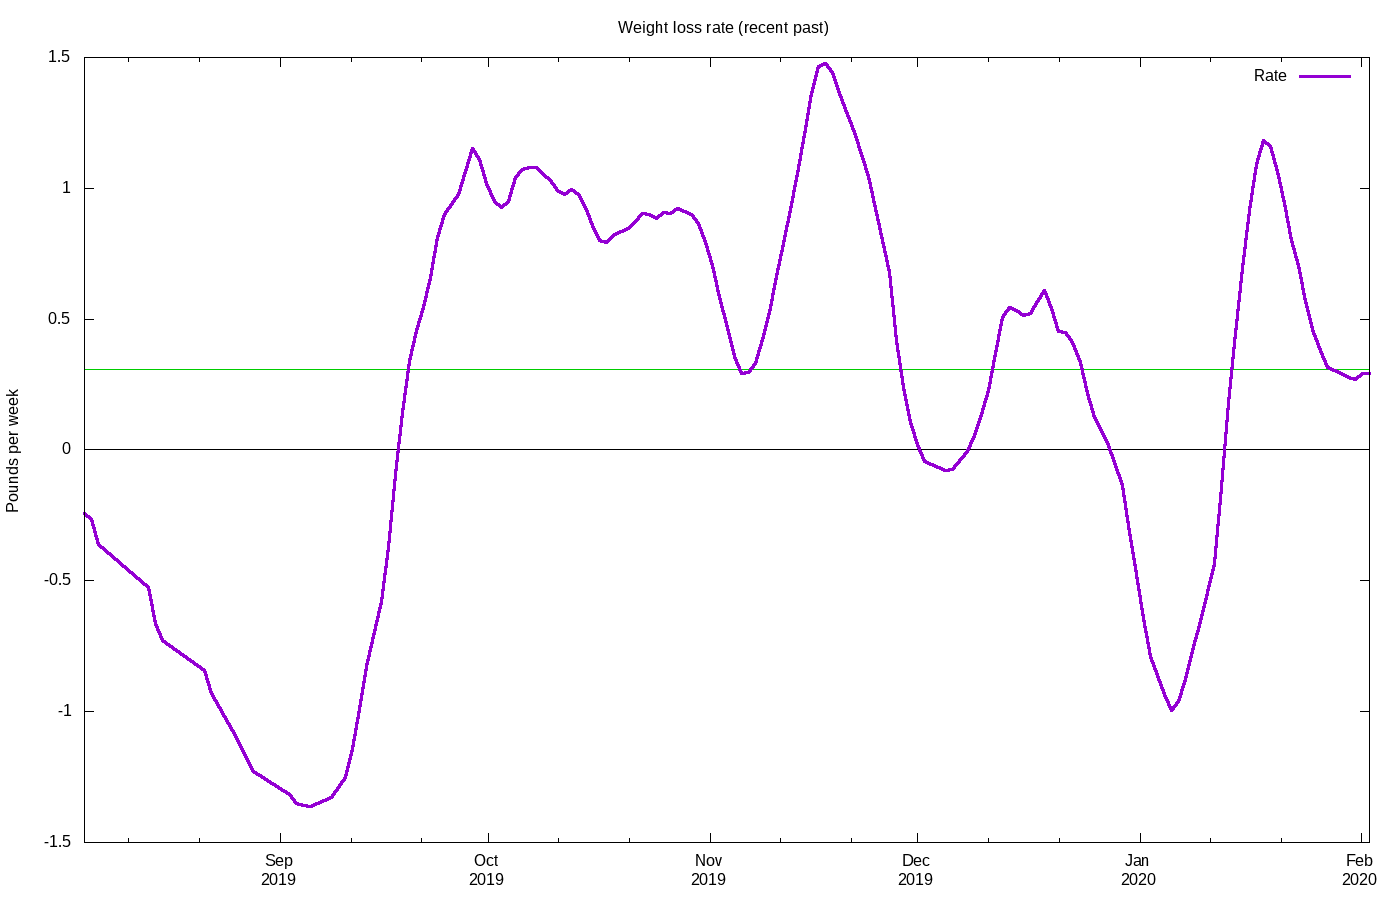 Weight loss rate (recent past)
Rate
Pounds per week
1.5
1
0.5
0
-0.5
-1
-1.5
Sep
2019
Oct
2019
Nov
2019
Dec
2019
Jan
2020
Feb
2020